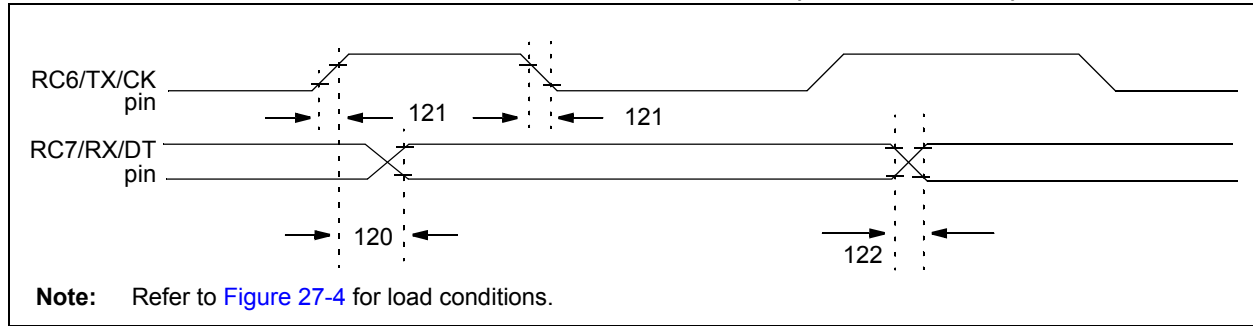 RC6/TX/CK
pin
121
121
RC7/RX/DT
pin
120
122
Note: Refer to Figure 27-4 for load conditions.